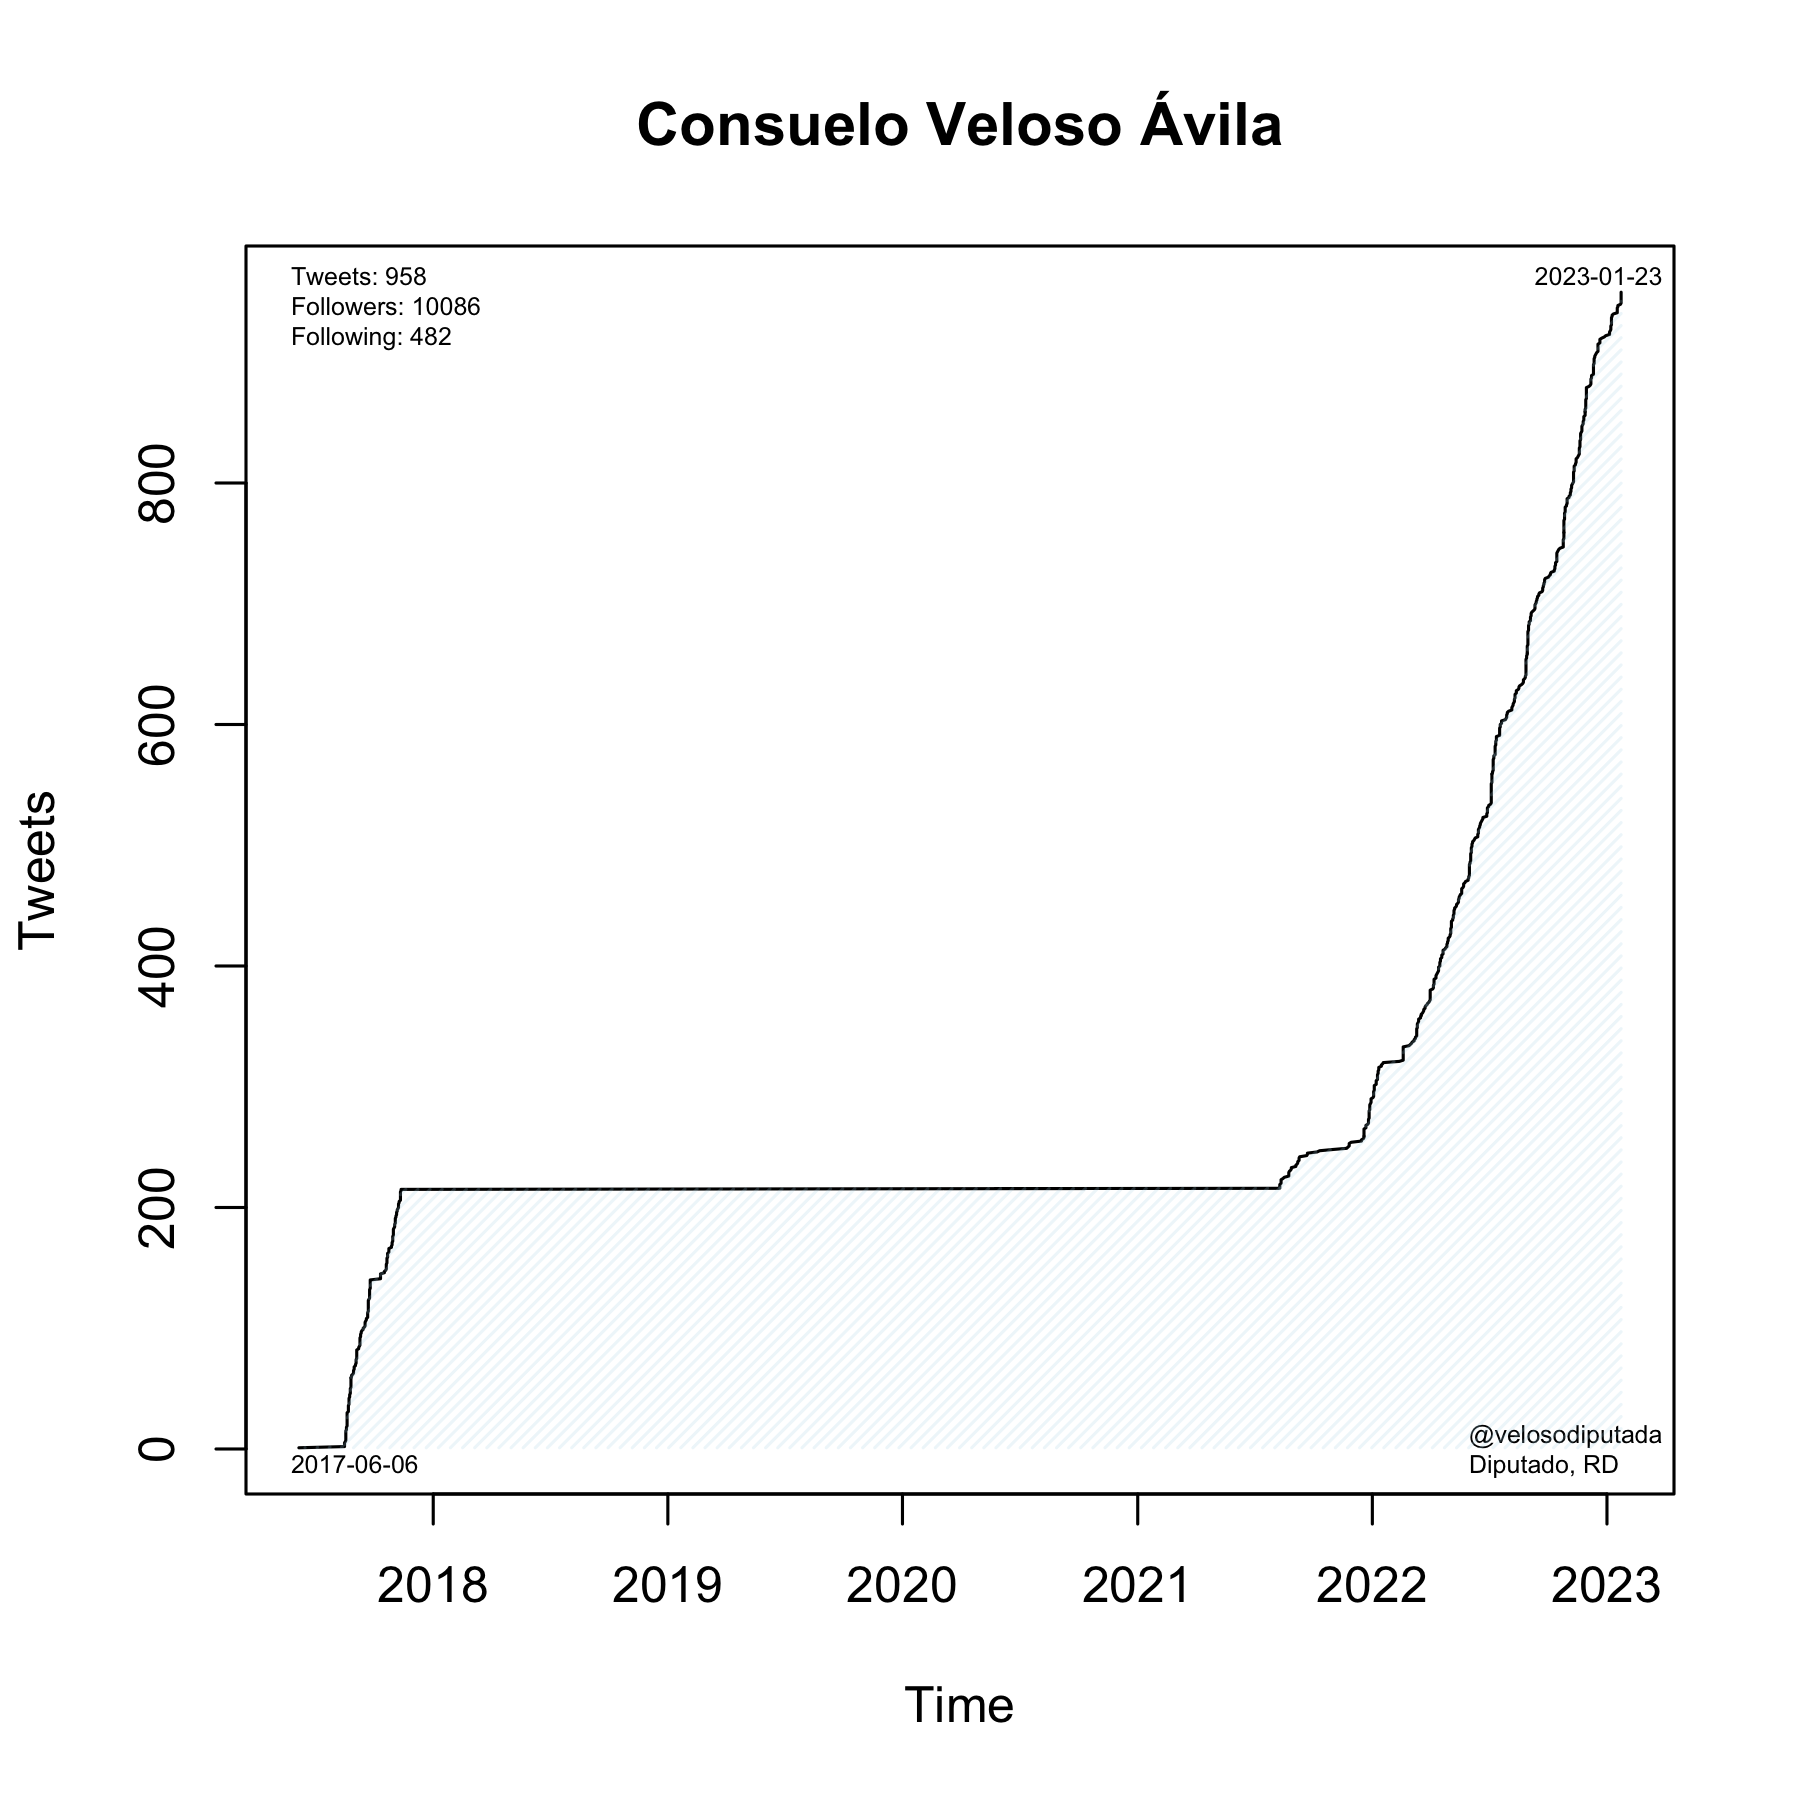 Consuelo Veloso Ávila
Tweets: 958
Followers: 10086
Following: 482
2023-01-23
Tweets
800
600
400
200
0
2017-06-06
@velosodiputada
Diputado, RD
2018 2019 2020 2021 2022 2023
Time